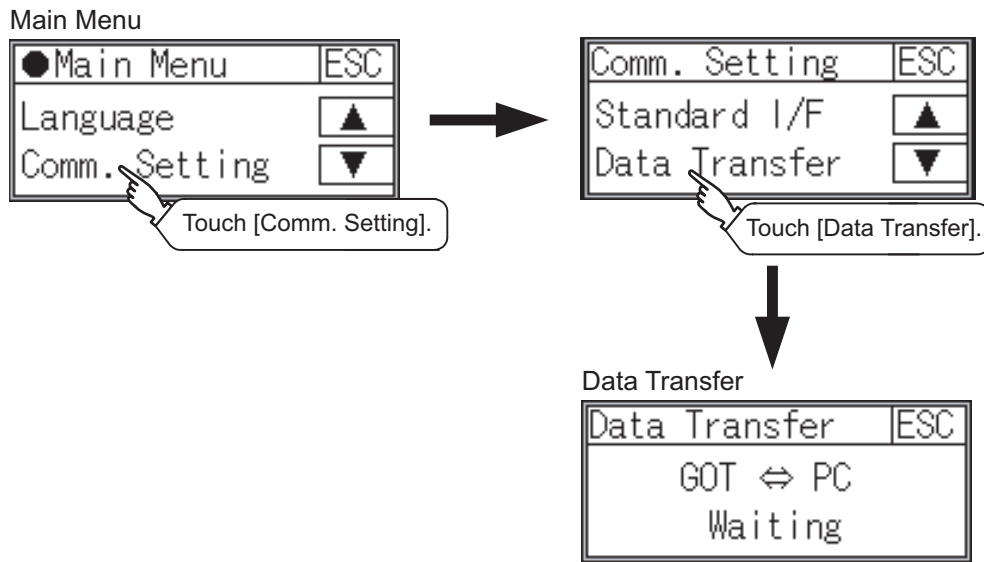 Main Menu
●Main Menu ESC
Language ▲
Comm. Setting ▼
Touch [Comm. Setting].
Comm. Setting ESC
Standard I/F ▲
Data Transfer ▼
Touch [Data Transfer].
Data Transfer
Data Transfer ESC
GOT ⇔ PC
Waiting